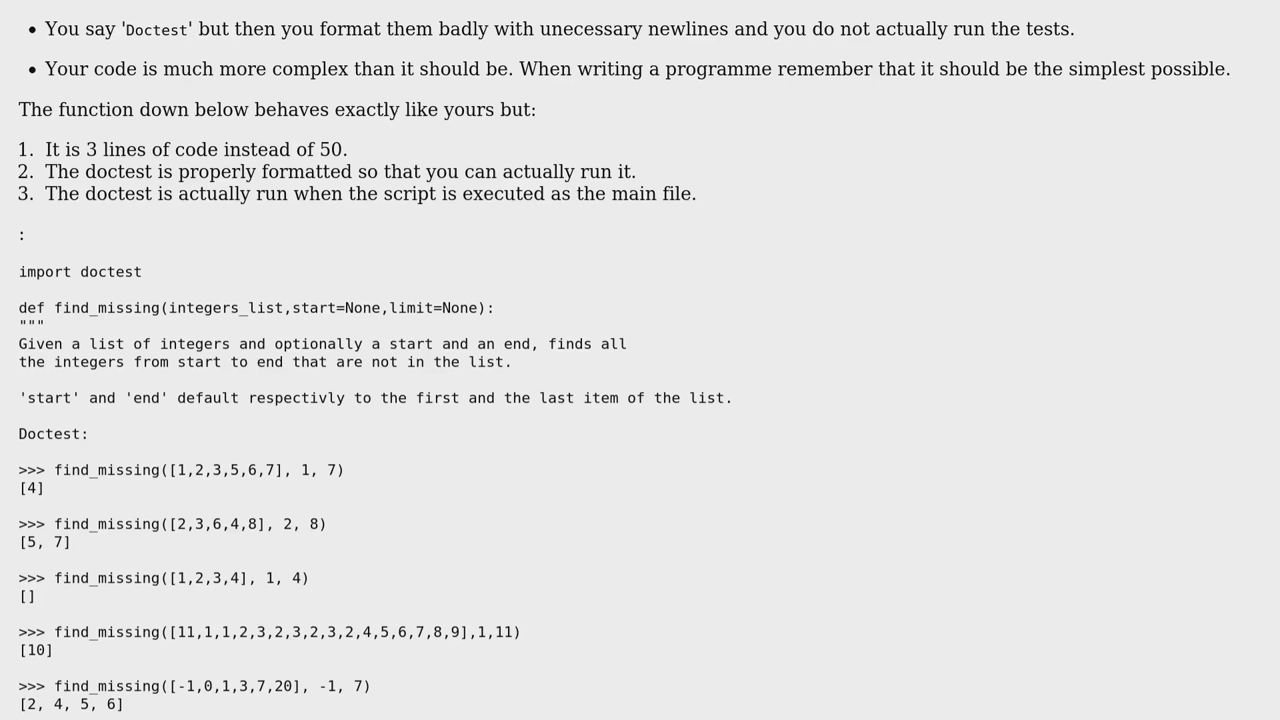 • You say 'Doctest' but then you format them badly with unecessary newlines and you do not actually run the tests.
• Your code is much more complex than it should be. When writing a programme remember that it should be the simplest possible.
The function down below behaves exactly like yours but:
1. It is 3 lines of code instead of 50.
2. The doctest is properly formatted so that you can actually run it.
3. The doctest is actually run when the script is executed as the main file.
:
import doctest
def find_missing(integers_list,start=None,limit=None):
"""
Given a list of integers and optionally a start and an end, finds all
the integers from start to end that are not in the list.
'start' and 'end' default respectivly to the first and the last item of the list.
Doctest:
>>> find_missing([1,2,3,5,6,7], 1, 7)
[4]
>>> find_missing([2,3,6,4,8], 2, 8)
[5, 7]
>>> find_missing([1,2,3,4], 1, 4)
[]
>>> find_missing([11,1,1,2,3,2,3,2,3,2,4,5,6,7,8,9],1,11)
[10]
>>> find_missing([-1,0,1,3,7,20], -1, 7)
[2, 4, 5, 6]